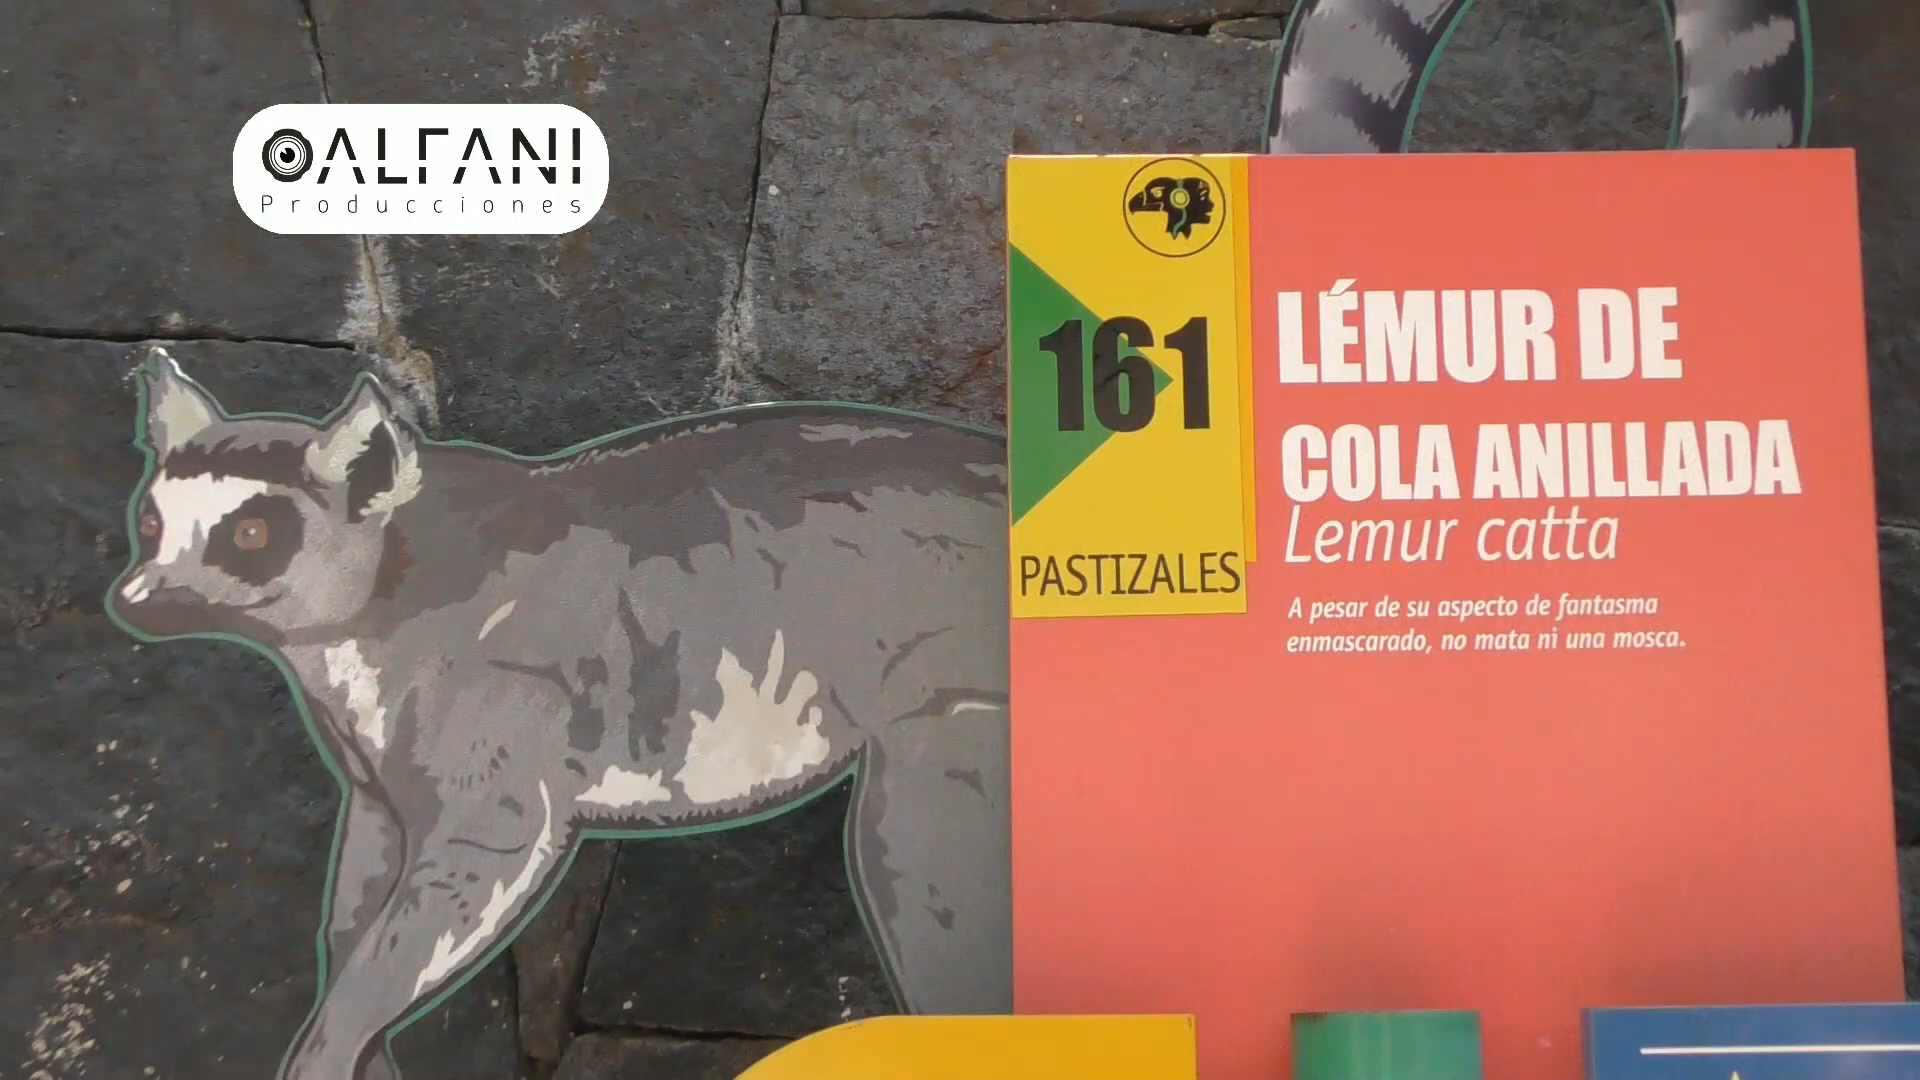 ALFANI
Producciones
161
PASTIZALES
LÉMUR DE
COLA ANILLADA
Lemur catta
A pesar de su aspecto de fantasma
enmascarado, no mata ni una mosca.